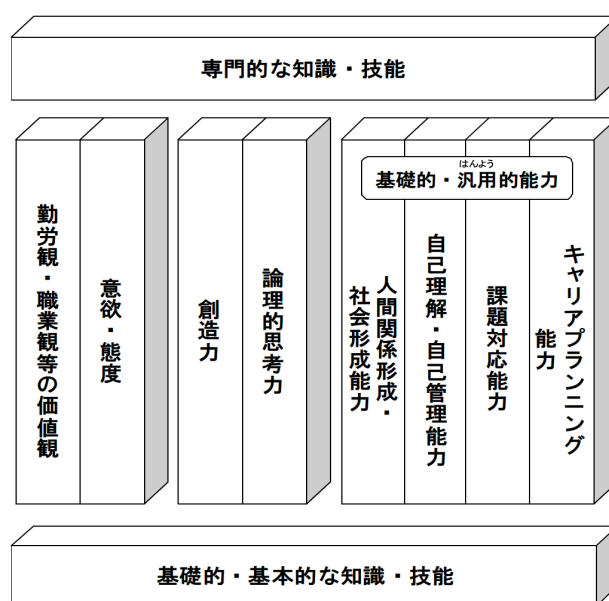 専門的な知識・技能
はんよう
基礎的・汎用的能力
勤労観・職業観等の価値観
意欲・態度
創造力
論理的思考力
人間関係形成・
社会形成能力
自己理解・自己管理能力
課題対応能力
キャリアプランニング
能力
基礎的・基本的な知識・技能